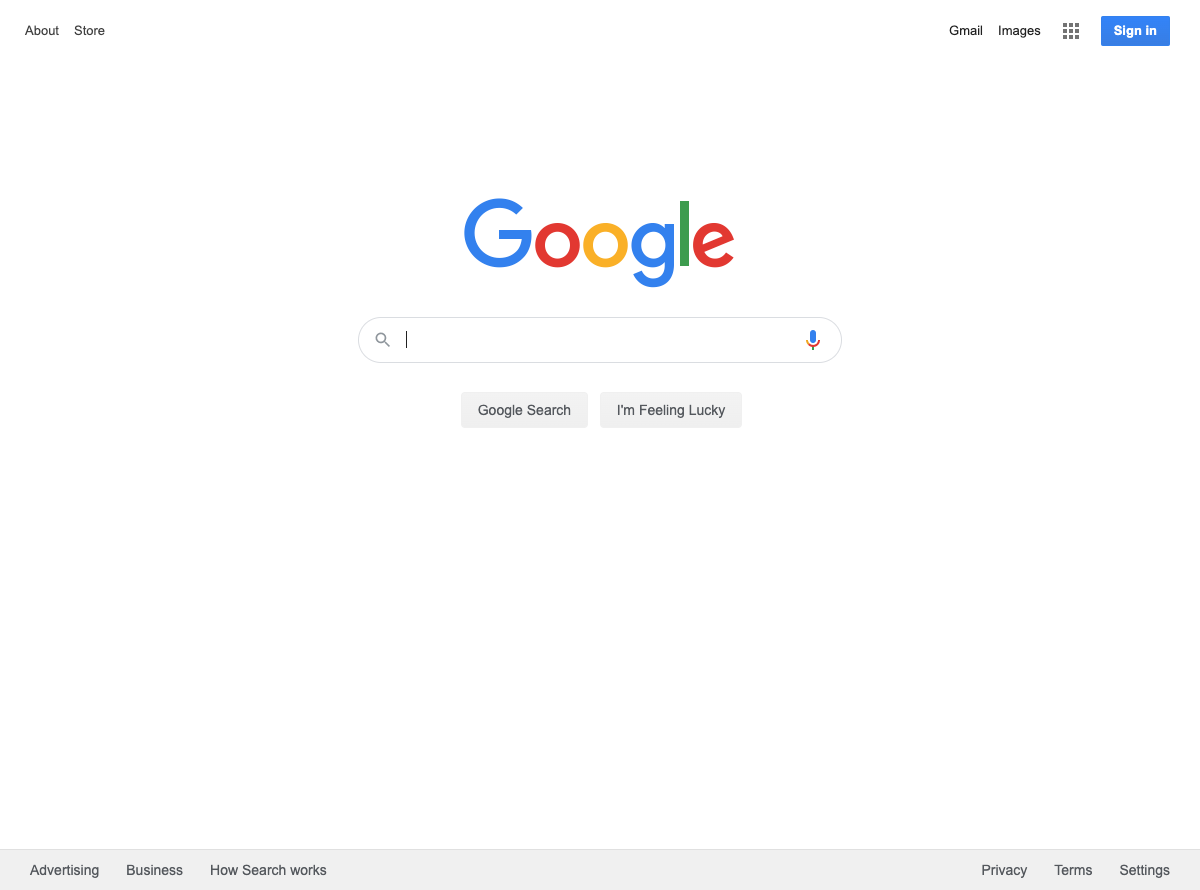 About Store Gmail Images Sign in
Google
Google Search I'm Feeling Lucky
Advertising Business How Search works Privacy Terms Settings